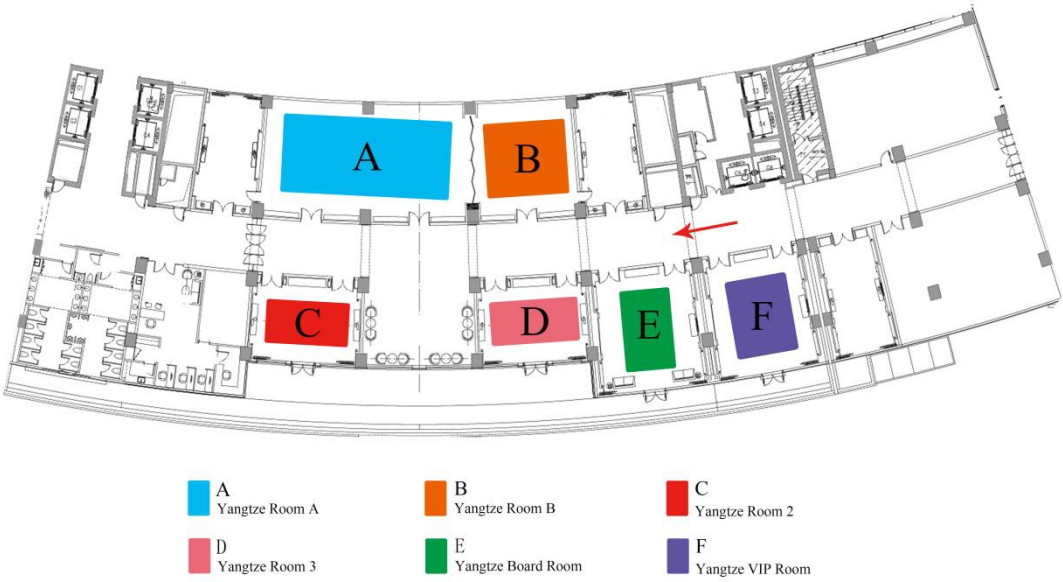 A
B
C
D
E
F
A
Yangtze Room A
B
Yangtze Room B
C
Yangtze Room 2
D
Yangtze Room 3
E
Yangtze Board Room
F
Yangtze VIP Room